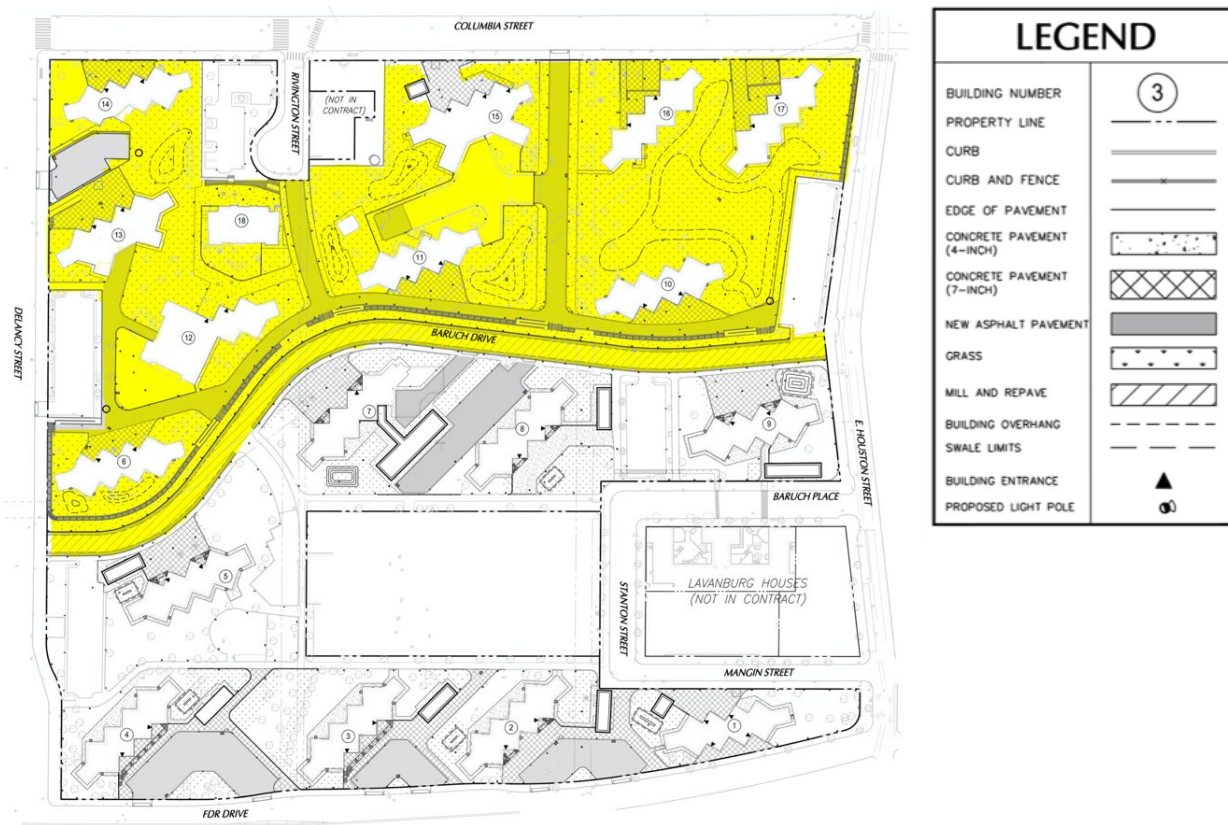 COLUMBIA STREET
RIVINGTON STREET
(NOT IN
CONTRACT)
14
15
16
17
13
18
11
10
12
DELANCY STREET
BARUCH DRIVE
6
7
8
9
E. HOUSTON STREET
BARUCH PLACE
5
LAVANBURG HOUSES
(NOT IN CONTRACT)
STANTON STREET
MANGIN STREET
4
3
2
1
FDR DRIVE
LEGEND
BUILDING NUMBER
3
PROPERTY LINE
CURB
CURB AND FENCE
EDGE OF PAVEMENT
CONCRETE PAVEMENT
(4-INCH)
CONCRETE PAVEMENT
(7-INCH)
NEW ASPHALT PAVEMENT
GRASS
MILL AND REPAVE
BUILDING OVERHANG
SWALE LIMITS
BUILDING ENTRANCE
PROPOSED LIGHT POLE